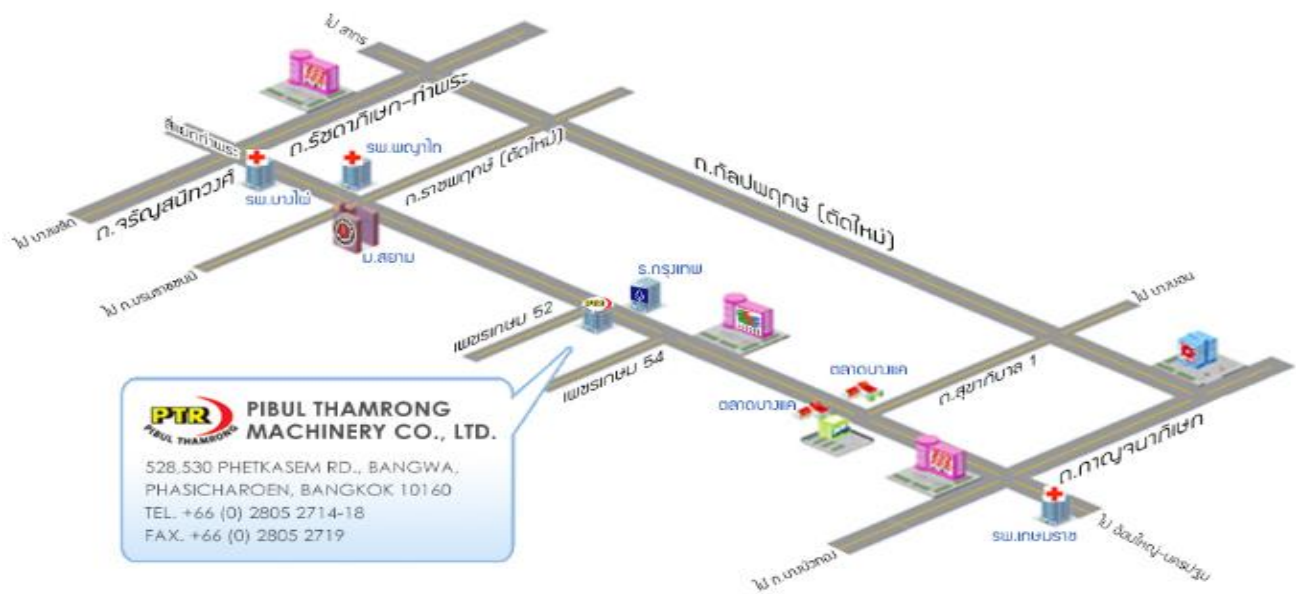 ไป สาทร
ถ.รัชดาภิเษก-ท่าพระ
สี่แยกท่าพระ
รพ.พญาไท
ถ.ราชพฤกษ์ (ตัดใหม่)
ถ.กัลปพฤกษ์ (ตัดใหม่)
รพ.บางไผ่
ถ.จรัญสนิทวงศ์
ไป บางพลัด
ม.สยาม
ไป ถ.บรมราชชนนี
ธ.กรุงเทพ
PTR
เพชรเกษม 52
เพชรเกษม 54
ไป บางบอน
ถ.สุขาภิบาล 1
ตลาดบางแค
ตลาดบางแค
ถ.กาญจนาภิเษก
รพ.เกษมราช
ไป อ้อมใหญ่-นครปฐม
ไป ถ.บางบัวทอง
PTR
PIBUL THAMRONG
PIBUL THAMRONG
MACHINERY CO., LTD.
528,530 PHETKASEM RD., BANGWA,
PHASICHAROEN, BANGKOK 10160
TEL. +66 (0) 2805 2714-18
FAX. +66 (0) 2805 2719